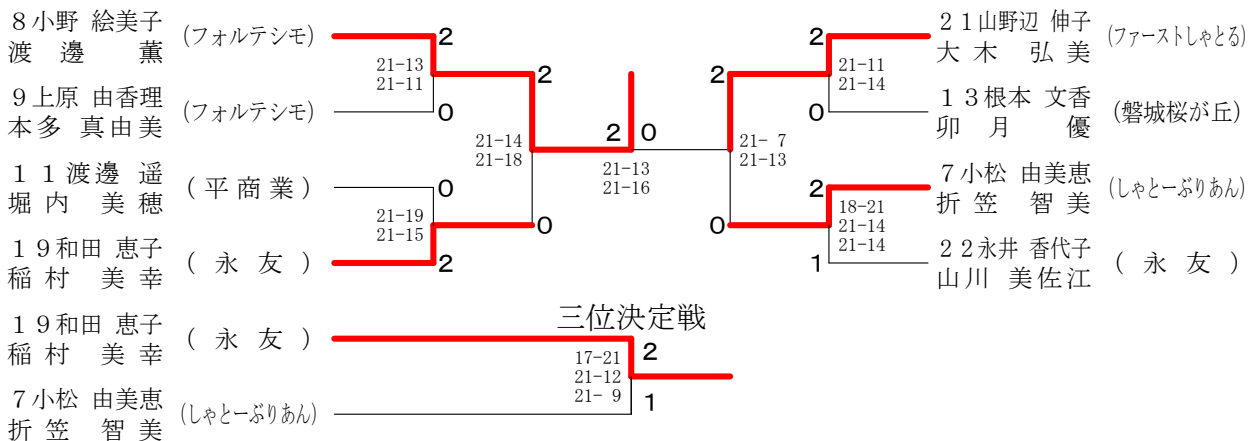 8小野 絵美子
渡 邊 薫
(フォルテシモ)
9上原 由香理
本多 真由美
(フォルテシモ)
11渡邊 遥
堀内 美穂
(平商業)
19和田 恵子
稲村 美幸
(永友)
2
21-13
21-11
0
0
21-19
21-15
2
2
21-14
21-18
0
2 0
21-13
21-16
2
21- 7
21-13
0
2
21-11
21-14
0
2
18-21
21-14
21-14
1
21山野辺 伸子
大木 弘美
(ファーストしゃとる)
13根本 文香
卯月 優
(磐城桜が丘)
7小松 由美恵
折笠 智美
(しゃとーぶりあん)
22永井 香代子
山川 美佐江
(永友)
三位決定戦
19和田 恵子
稲村 美幸
(永友)
7小松 由美恵
折笠 智美
(しゃとーぶりあん)
2
17-21
21-12
21- 9
1